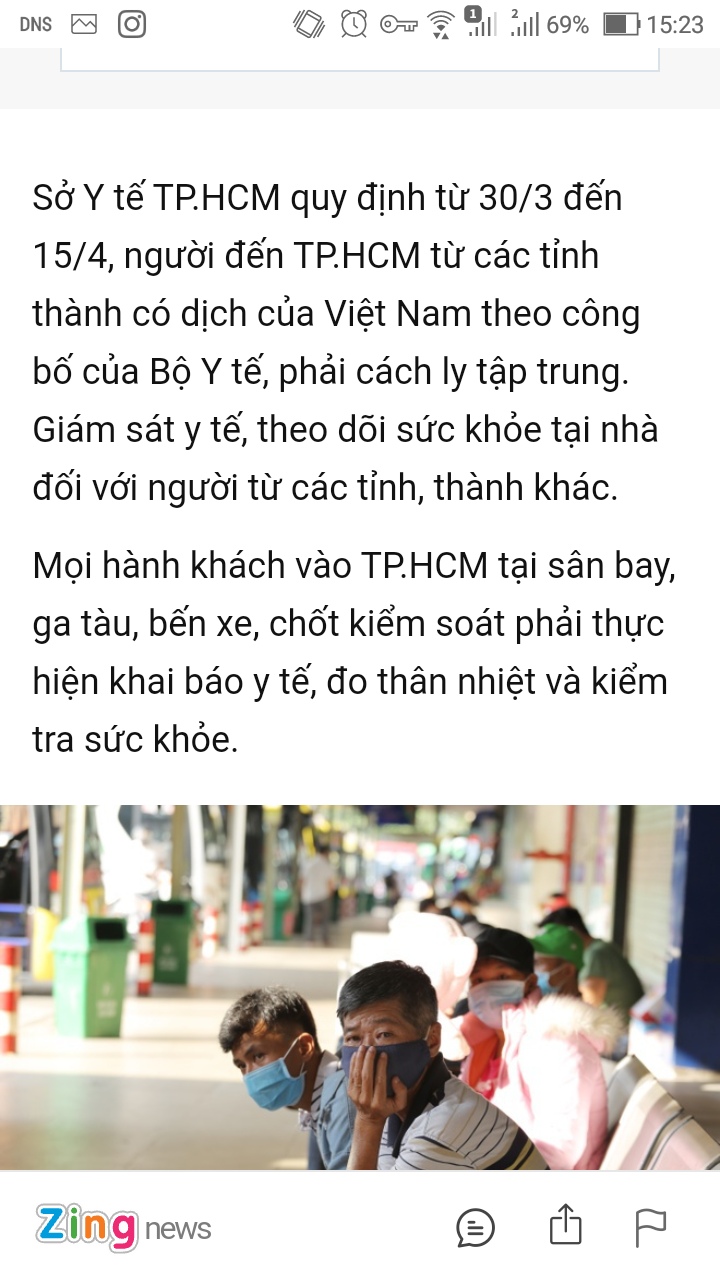 DNS 1 2 69% 15:23
Sở Y tế TP.HCM quy định từ 30/3 đến
15/4, người đến TP.HCM từ các tỉnh
thành có dịch của Việt Nam theo công
bố của Bộ Y tế, phải cách ly tập trung.
Giám sát y tế, theo dõi sức khỏe tại nhà
đối với người từ các tỉnh, thành khác.
Mọi hành khách vào TP.HCM tại sân bay,
ga tàu, bến xe, chốt kiểm soát phải thực
hiện khai báo y tế, đo thân nhiệt và kiểm
tra sức khỏe.
Zing news